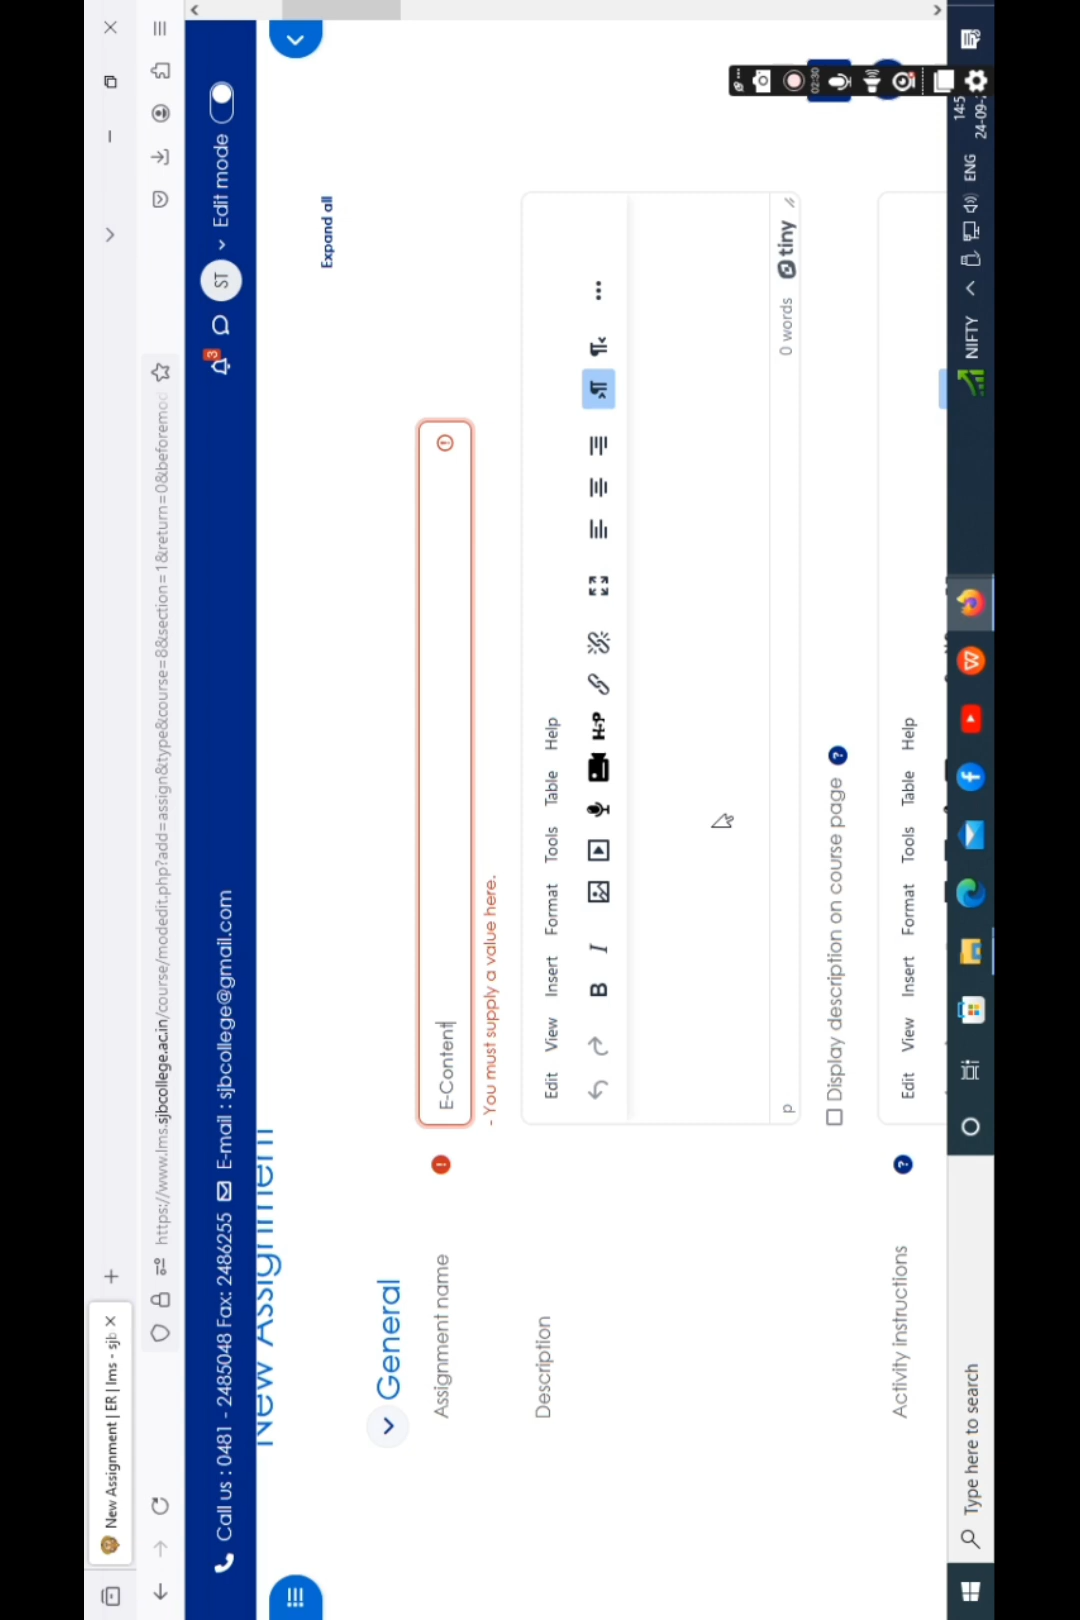 New Assignment | ER | lms - sjb
https://www.lms.sjbcollege.ac.in/course/modedit.php?add=assign&type&course=8&section=1&return=0&beforemod
Call us : 0481 - 2485048 Fax: 2486255 E-mail : sjbcollege@gmail.com
3
ST
Edit mode
New Assignment
Expand all
General
Assignment name
E-Content
- You must supply a value here.
Description
Edit View Insert Format Tools Table Help
B I H-P
p
0 words
tiny
Display description on course page
Activity instructions
Edit View Insert Format Tools Table Help
02:30
Type here to search
NIFTY
ENG
14:5
24-09-